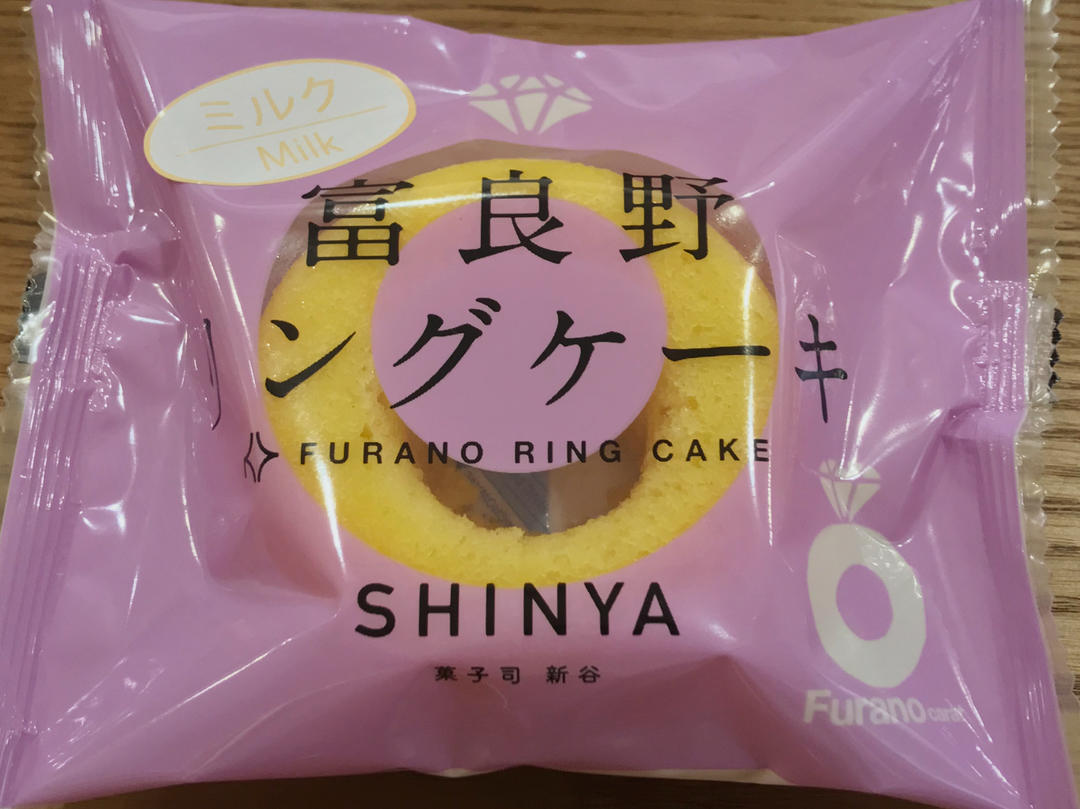 ミルク
Milk
富良野
リングケーキ
FURANO RING CAKE
SHINYA
菓子司 新谷
Furano carat